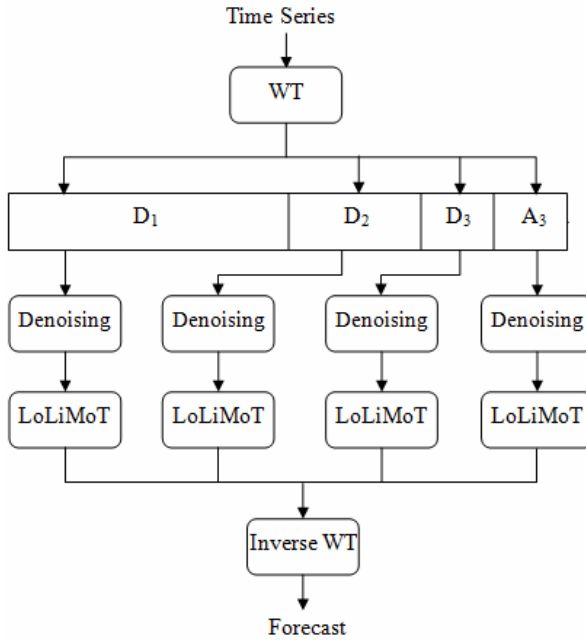 Time Series
WT
D₁ D₂ D₃ A₃
Denoising Denoising Denoising Denoising
LoLiMoT LoLiMoT LoLiMoT LoLiMoT
Inverse WT
Forecast